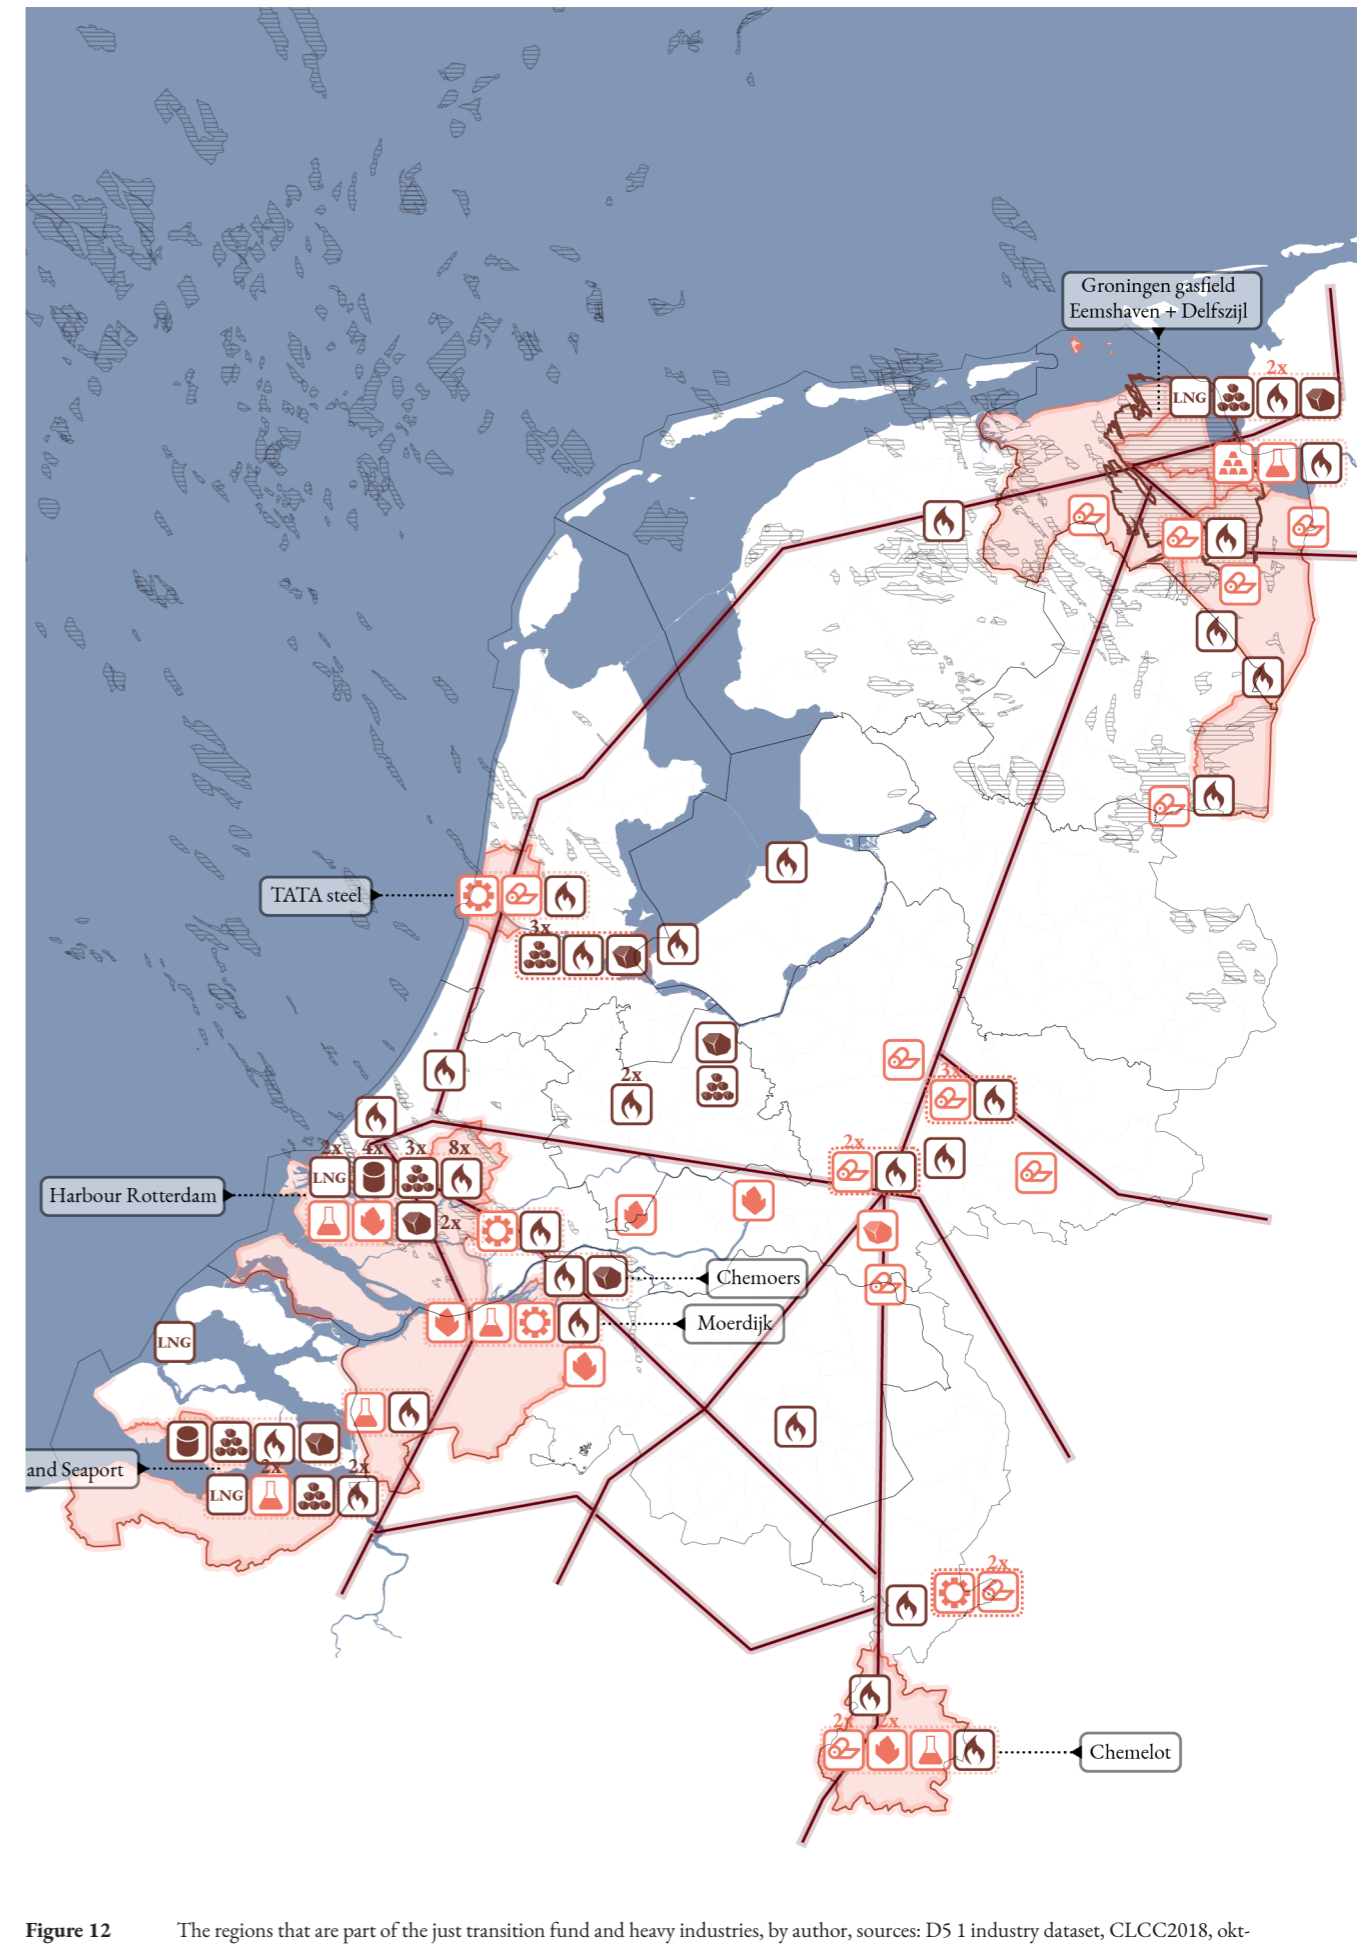 Groningen gasfield
Eemshaven + Delfszijl
2x
LNG
TATA steel
3x
2x
3x
2x
2x 4x 3x 8x
LNG
Harbour Rotterdam
2x
Chemoers
Moerdijk
LNG
and Seaport
2x 2x
LNG
2x
2x 2x
Chemelot
Figure 12 The regions that are part of the just transition fund and heavy industries, by author, sources: D5 1 industry dataset, CLCC2018, okt-